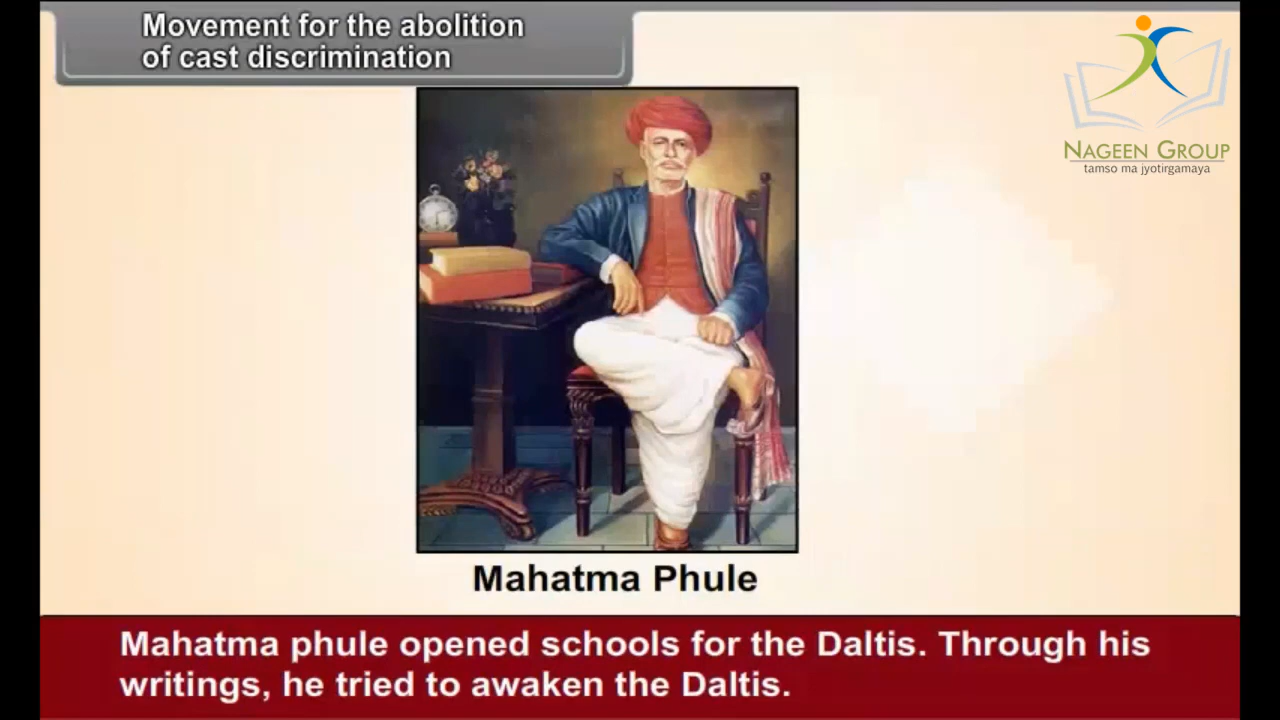 Movement for the abolition
of cast discrimination
NAGEEN GROUP
tamso ma jyotirgamaya
Mahatma Phule
Mahatma phule opened schools for the Daltis. Through his
writings, he tried to awaken the Daltis.